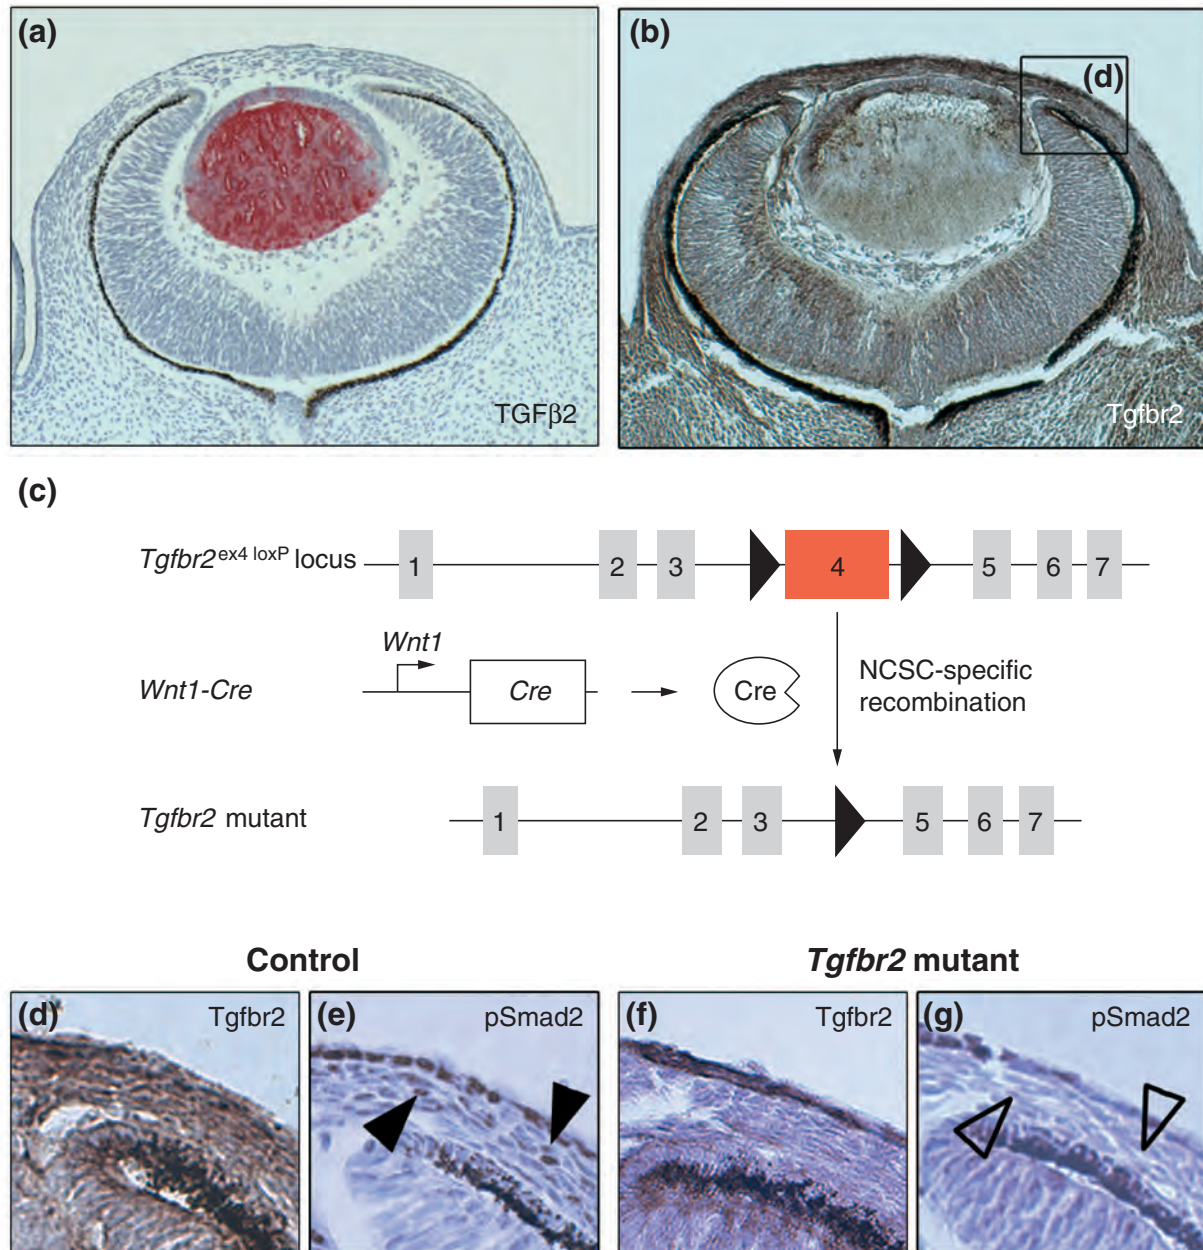 (a)
TGFβ2
(b)
(d)
Tgfbr2
(c)
Tgfbr2ex4 loxP locus
1 2 3 4 5 6 7
Wnt1
Wnt1-Cre
Cre
Cre
NCSC-specific
recombination
Tgfbr2 mutant
1 2 3 5 6 7
Control
Tgfbr2 mutant
(d) Tgfbr2
(e) pSmad2
(f) Tgfbr2
(g) pSmad2